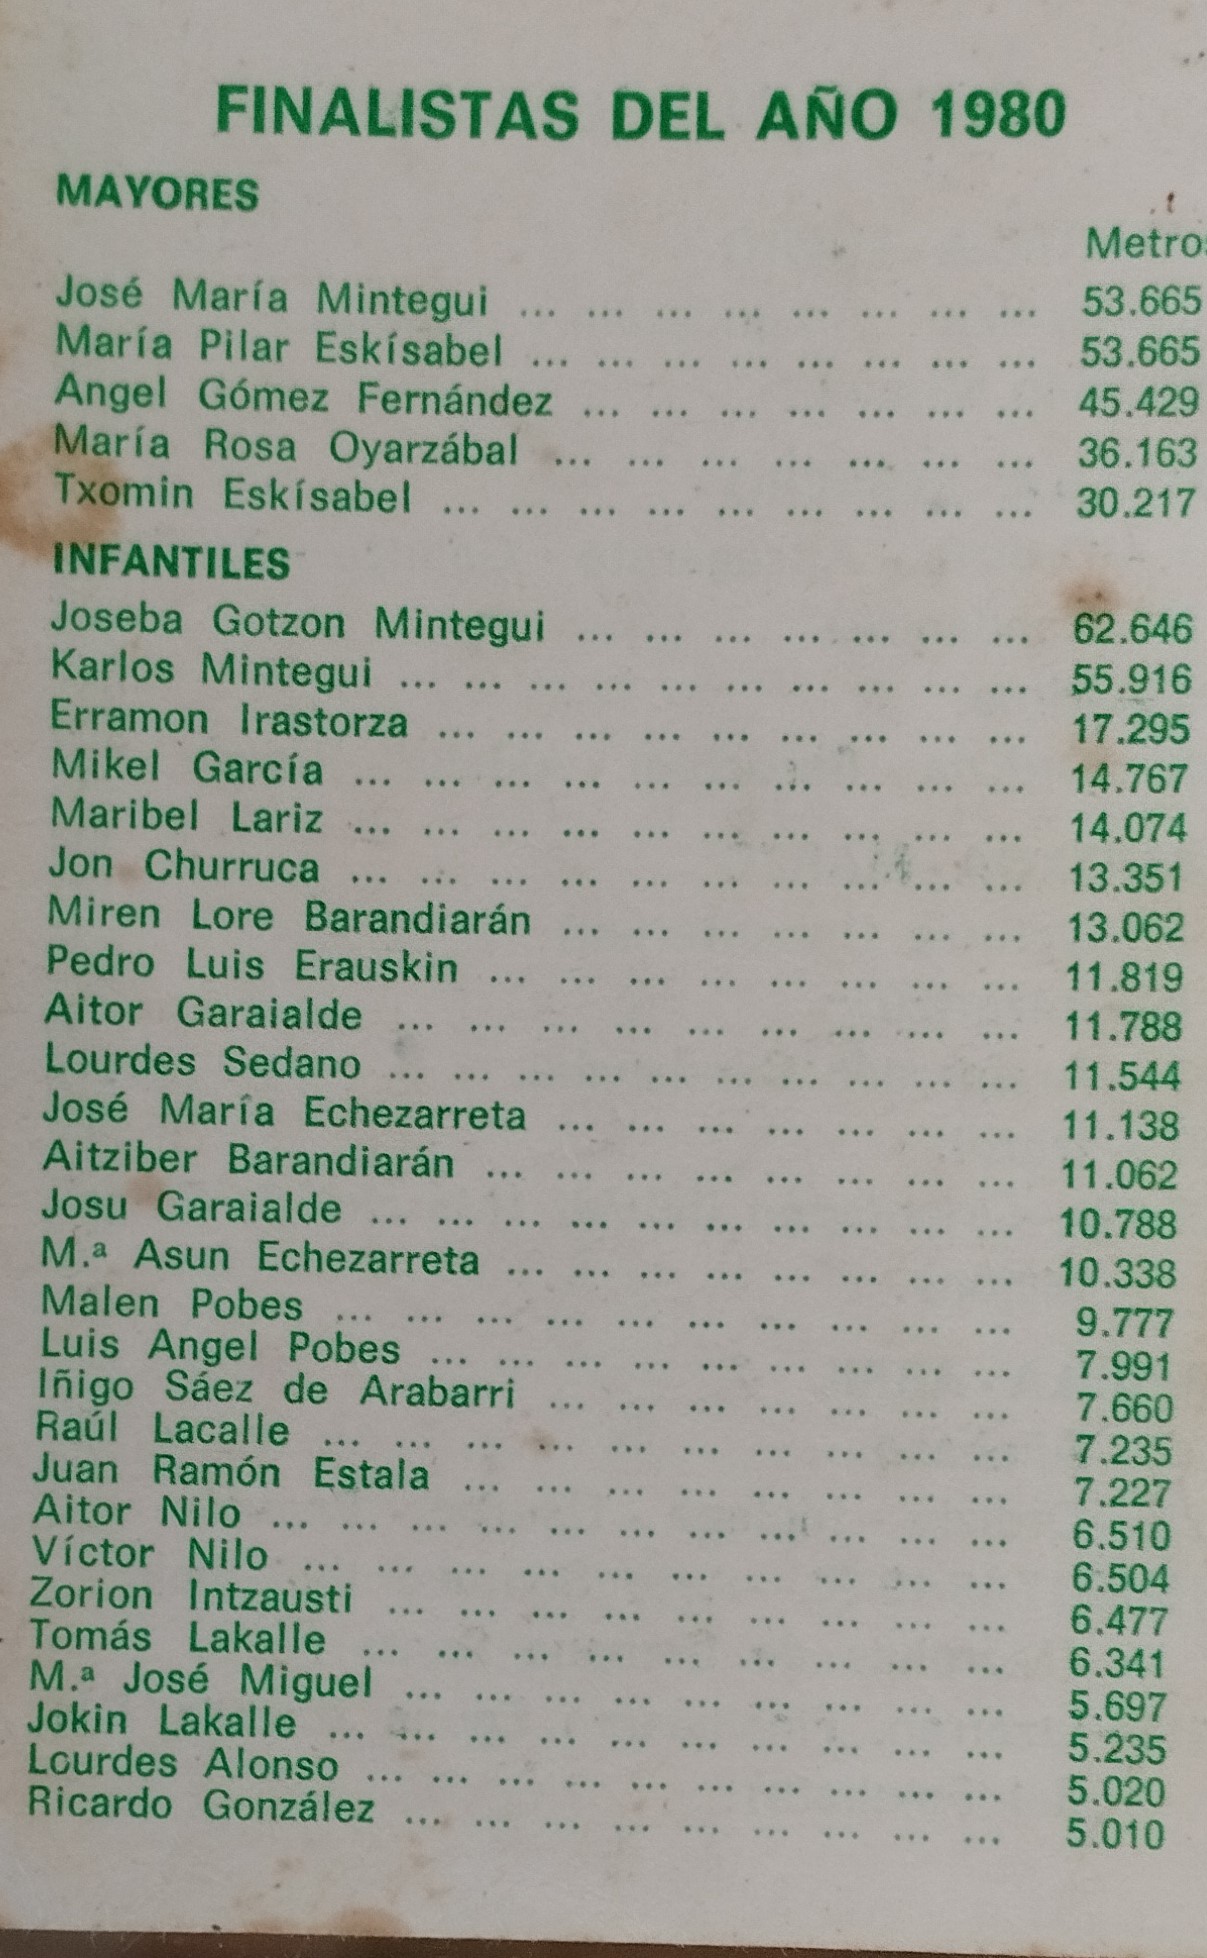 FINALISTAS DEL AÑO 1980
MAYORES
Metros
José María Mintegui ... ... ... ... ... ... ... ... 53.665
María Pilar Eskísabel ... ... ... ... ... ... ... ... 53.665
Angel Gómez Fernández ... ... ... ... ... ... ... 45.429
María Rosa Oyarzábal ... ... ... ... ... ... ... 36.163
Txomin Eskísabel ... ... ... ... ... ... ... ... ... 30.217
INFANTILES
Joseba Gotzon Mintegui ... ... ... ... ... ... ... 62.646
Karlos Mintegui ... ... ... ... ... ... ... ... ... ... 55.916
Erramon Irastorza ... ... ... ... ... ... ... ... ... 17.295
Mikel García ... ... ... ... ... ... ... ... ... ... 14.767
Maribel Lariz ... ... ... ... ... ... ... ... ... ... 14.074
Jon Churruca ... ... ... ... ... ... ... ... ... ... 13.351
Miren Lore Barandiarán ... ... ... ... ... ... ... 13.062
Pedro Luis Erauskin ... ... ... ... ... ... ... ... 11.819
Aitor Garaialde ... ... ... ... ... ... ... ... ... 11.788
Lourdes Sedano ... ... ... ... ... ... ... ... ... ... 11.544
José María Echezarreta ... ... ... ... ... ... ... 11.138
Aitziber Barandiarán ... ... ... ... ... ... ... ... 11.062
Josu Garaialde ... ... ... ... ... ... ... ... ... ... 10.788
M.ª Asun Echezarreta ... ... ... ... ... ... ... ... 10.338
Malen Pobes ... ... ... ... ... ... ... ... ... ... 9.777
Luis Angel Pobes ... ... ... ... ... ... ... ... ... 7.991
Iñigo Sáez de Arabarri ... ... ... ... ... ... ... 7.660
Raúl Lacalle ... ... ... ... ... ... ... ... ... ... 7.235
Juan Ramón Estala ... ... ... ... ... ... ... ... 7.227
Aitor Nilo ... ... ... ... ... ... ... ... ... ... ... 6.510
Víctor Nilo ... ... ... ... ... ... ... ... ... ... 6.504
Zorion Intzausti ... ... ... ... ... ... ... ... ... 6.477
Tomás Lakalle ... ... ... ... ... ... ... ... ... 6.341
M.ª José Miguel ... ... ... ... ... ... ... ... ... 5.697
Jokin Lakalle ... ... ... ... ... ... ... ... ... ... 5.235
Lourdes Alonso ... ... ... ... ... ... ... ... ... ... 5.020
Ricardo González ... ... ... ... ... ... ... ... ... 5.010